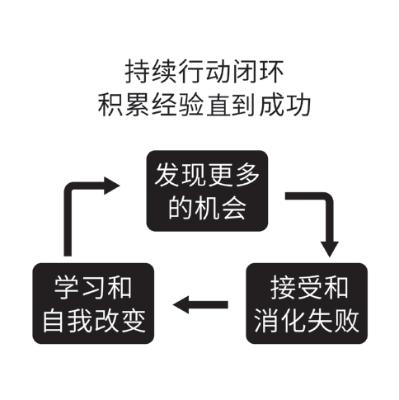 持续行动闭环
积累经验直到成功
发现更多
的机会
学习和
自我改变
接受和
消化失败